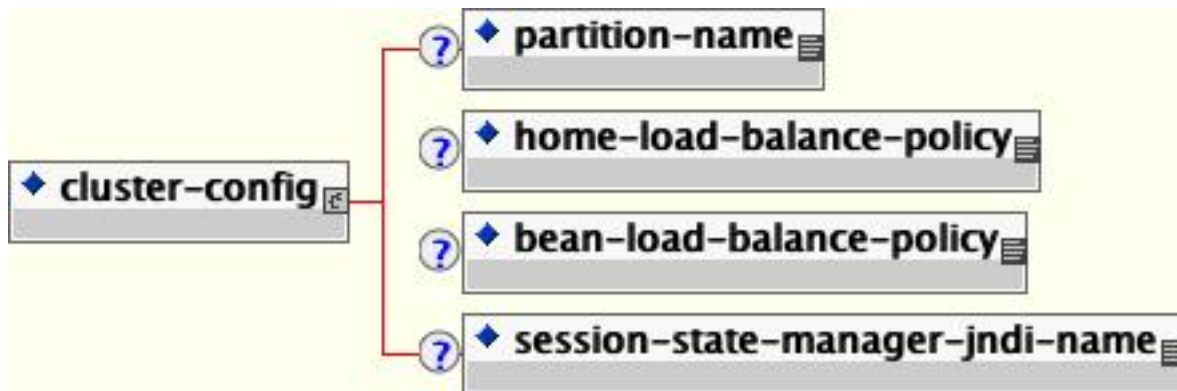 ? partition-name
? home-load-balance-policy
cluster-config
? bean-load-balance-policy
? session-state-manager-jndi-name